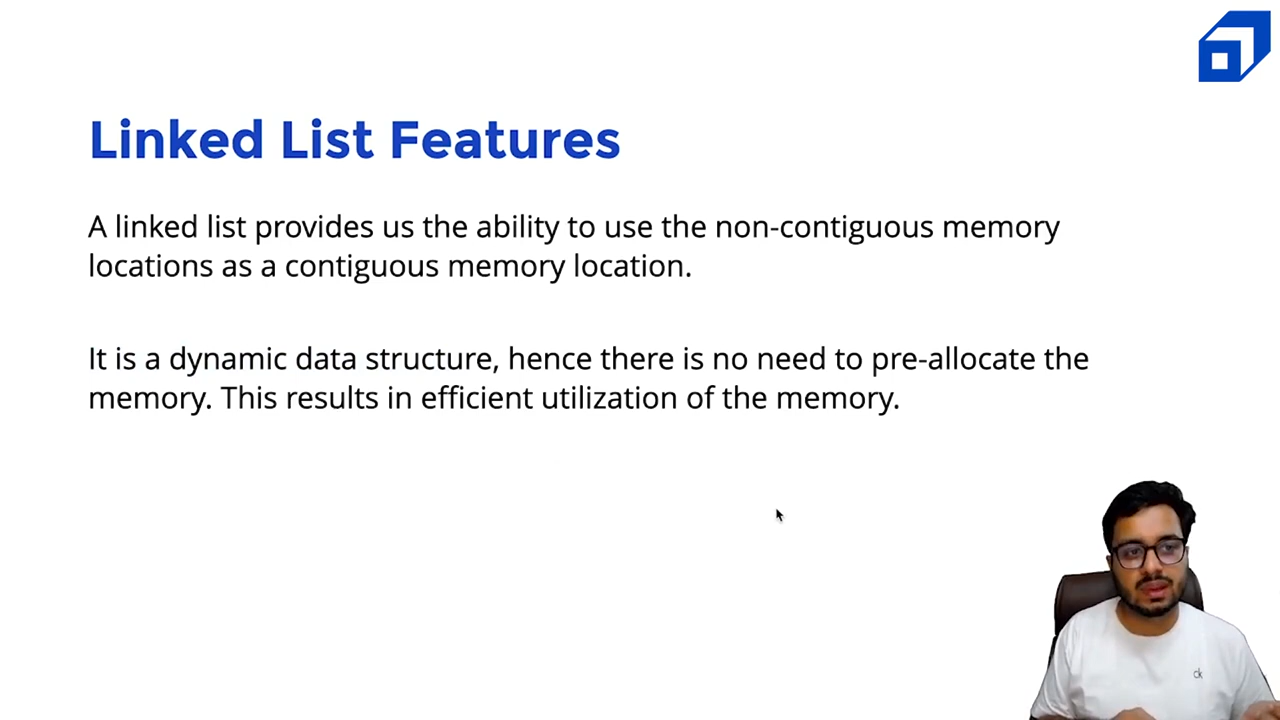 Linked List Features
A linked list provides us the ability to use the non-contiguous memory
locations as a contiguous memory location.
It is a dynamic data structure, hence there is no need to pre-allocate the
memory. This results in efficient utilization of the memory.
ck